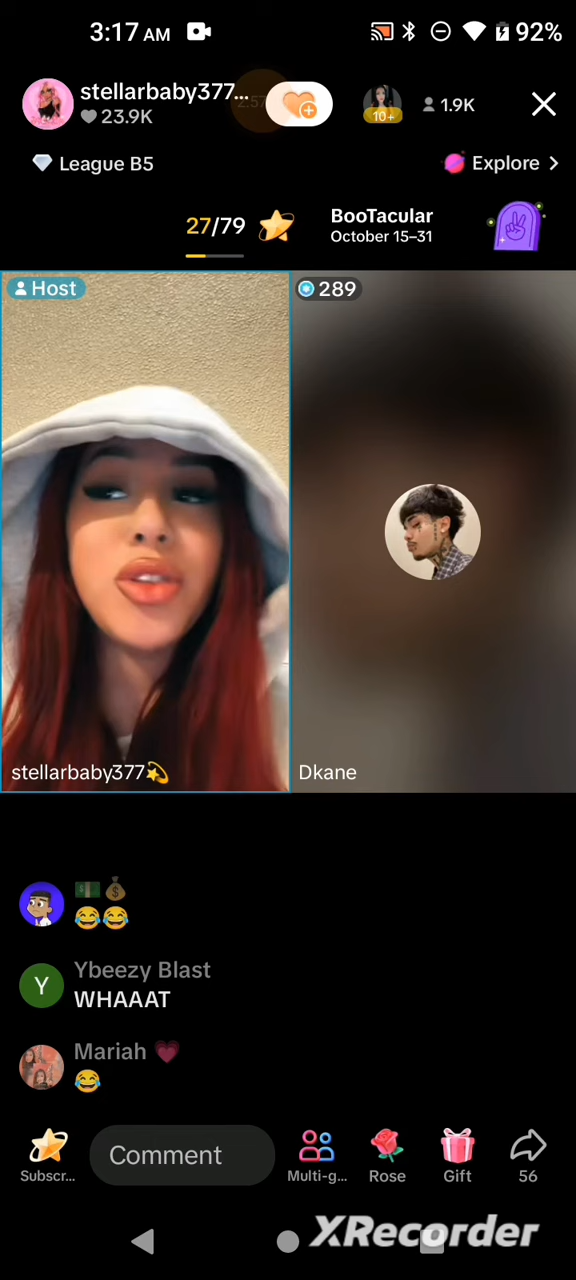 3:17 AM
92%
stellarbaby377...
23.9K
10+
1.9K
League B5
Explore >
27/79
BooTacular
October 15–31
Host
289
stellarbaby377💫
Dkane
💵💰
😂😂
Y
Ybeezy Blast
WHAAAT
Mariah 💗
😂
Comment
Subscr...
Multi-g...
Rose
Gift
56
XRecorder